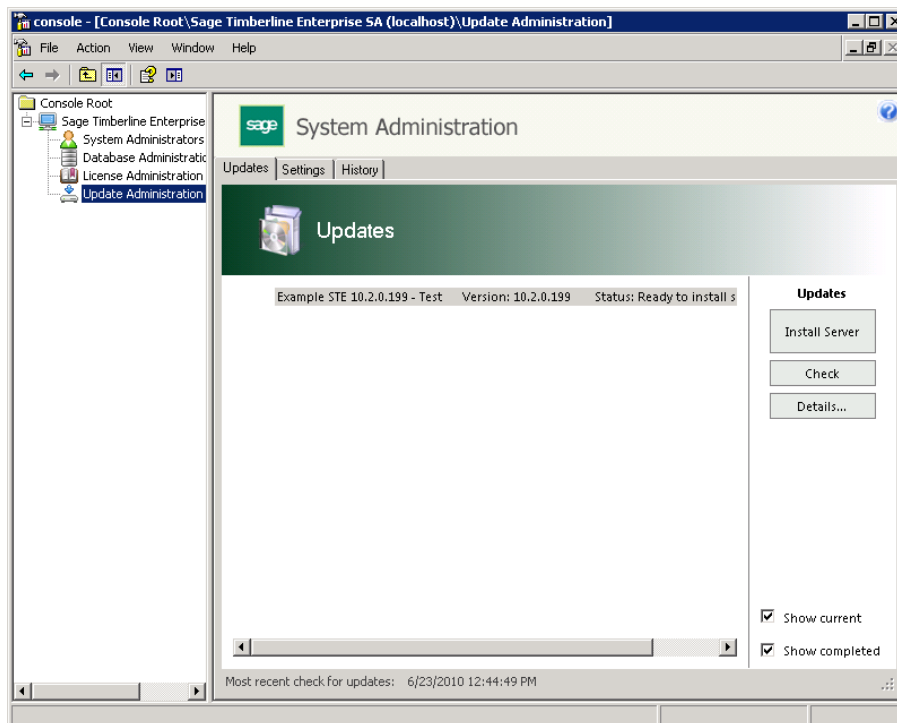 console - [Console Root\Sage Timberline Enterprise SA (localhost)\Update Administration]
File Action View Window Help
Console Root
Sage Timberline Enterprise
System Administrators
Database Administratic
License Administration
Update Administration
sage System Administration
Updates Settings History
Updates
Example STE 10.2.0.199 - Test Version: 10.2.0.199 Status: Ready to install s
Updates
Install Server
Check
Details...
Show current
Show completed
Most recent check for updates: 6/23/2010 12:44:49 PM